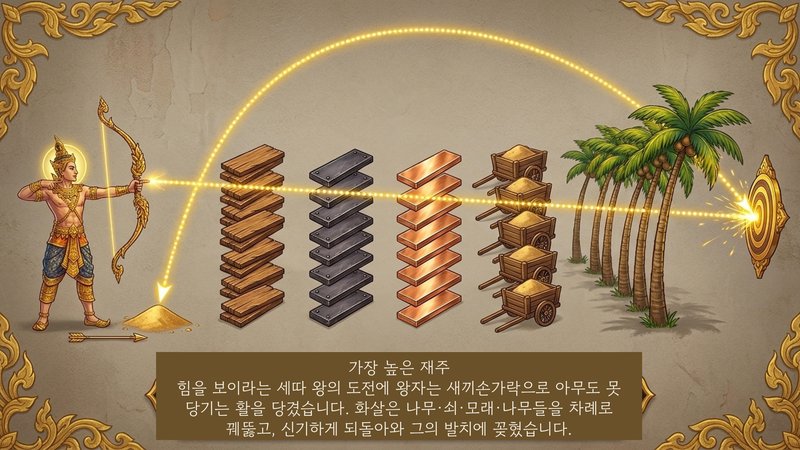 가장 높은 재주
힘을 보이라는 세따 왕의 도전에 왕자는 새끼손가락으로 아무도 못
당기는 활을 당겼습니다. 화살은 나무·쇠·모래·나무들을 차례로
꿰뚫고, 신기하게 되돌아와 그의 발치에 꽂혔습니다.